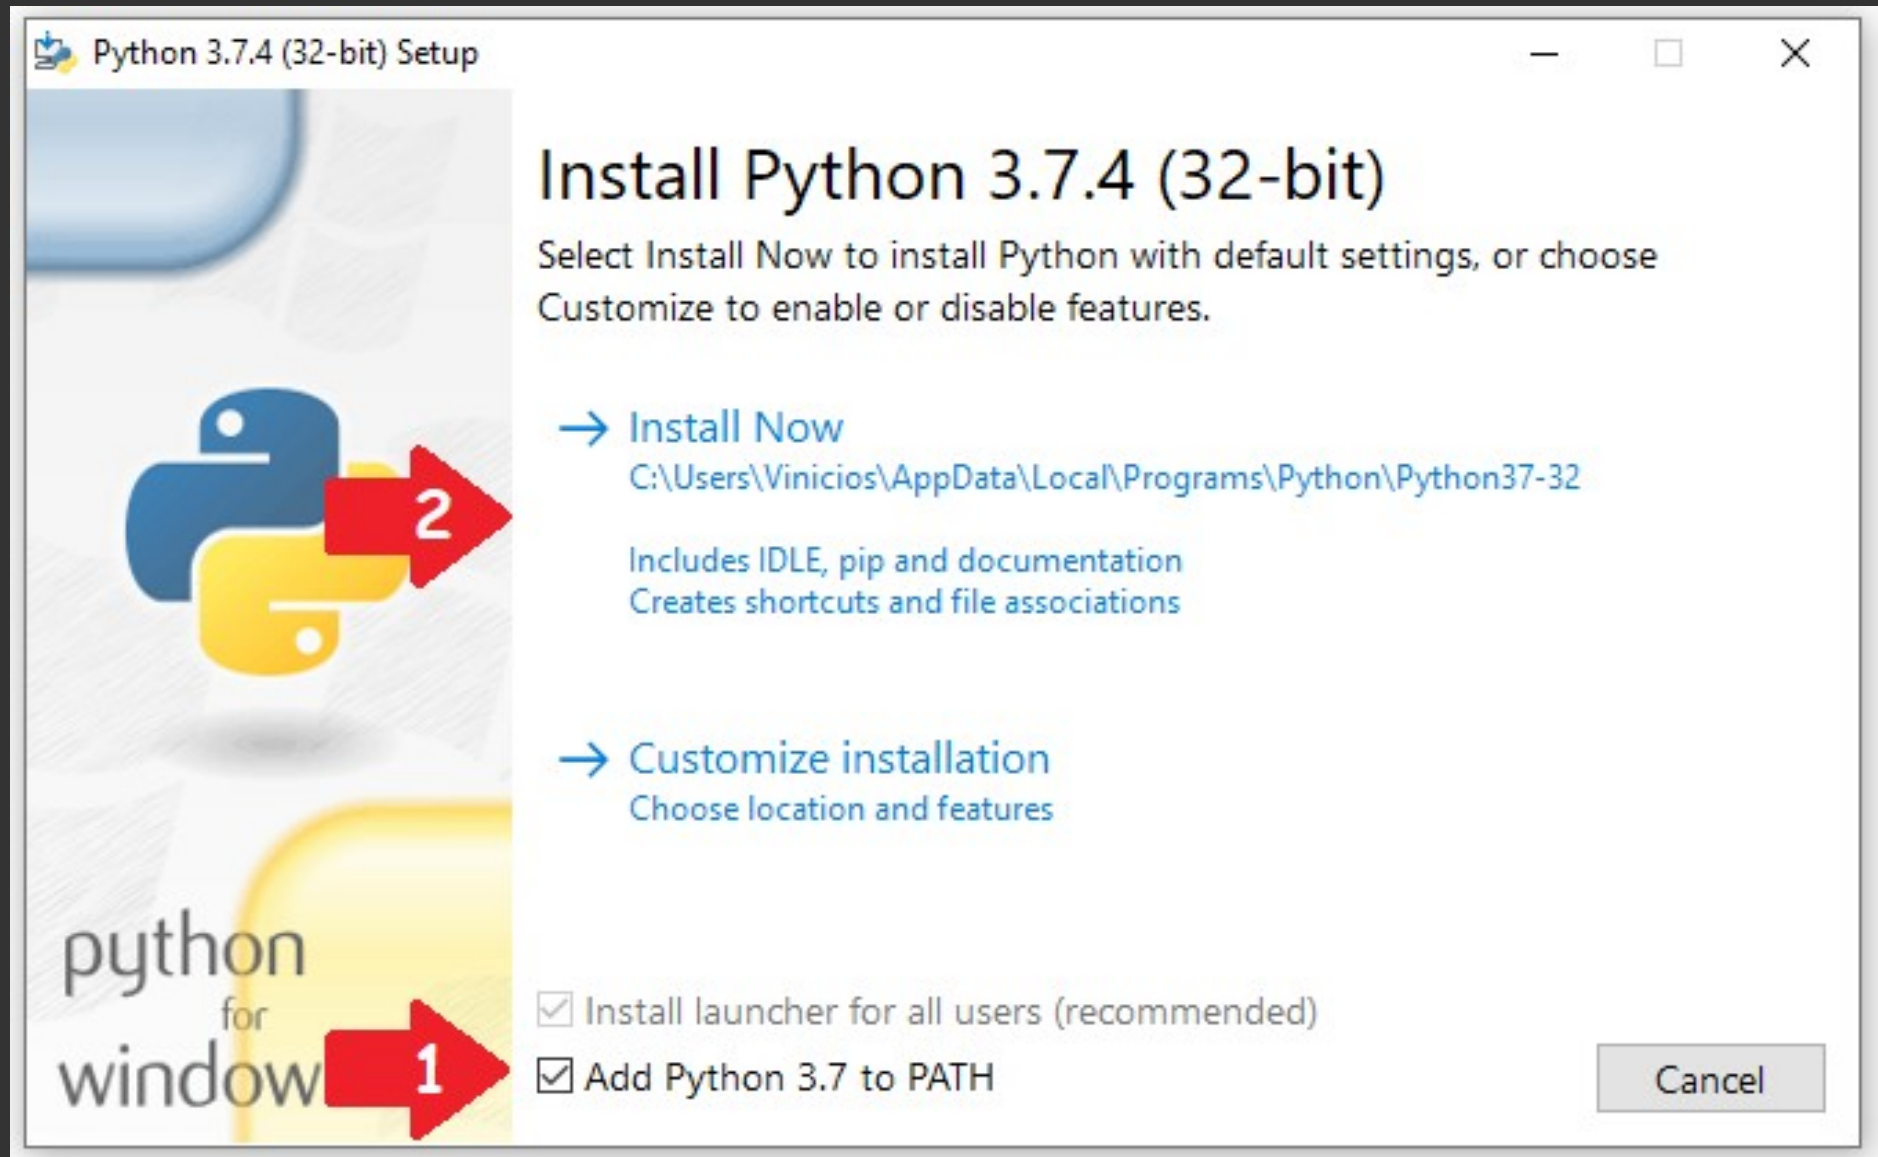 Python 3.7.4 (32-bit) Setup
Install Python 3.7.4 (32-bit)
Select Install Now to install Python with default settings, or choose
Customize to enable or disable features.
Install Now
C:\Users\Vinicios\AppData\Local\Programs\Python\Python37-32
2
Includes IDLE, pip and documentation
Creates shortcuts and file associations
Customize installation
Choose location and features
python
for
window
Install launcher for all users (recommended)
1
Add Python 3.7 to PATH
Cancel